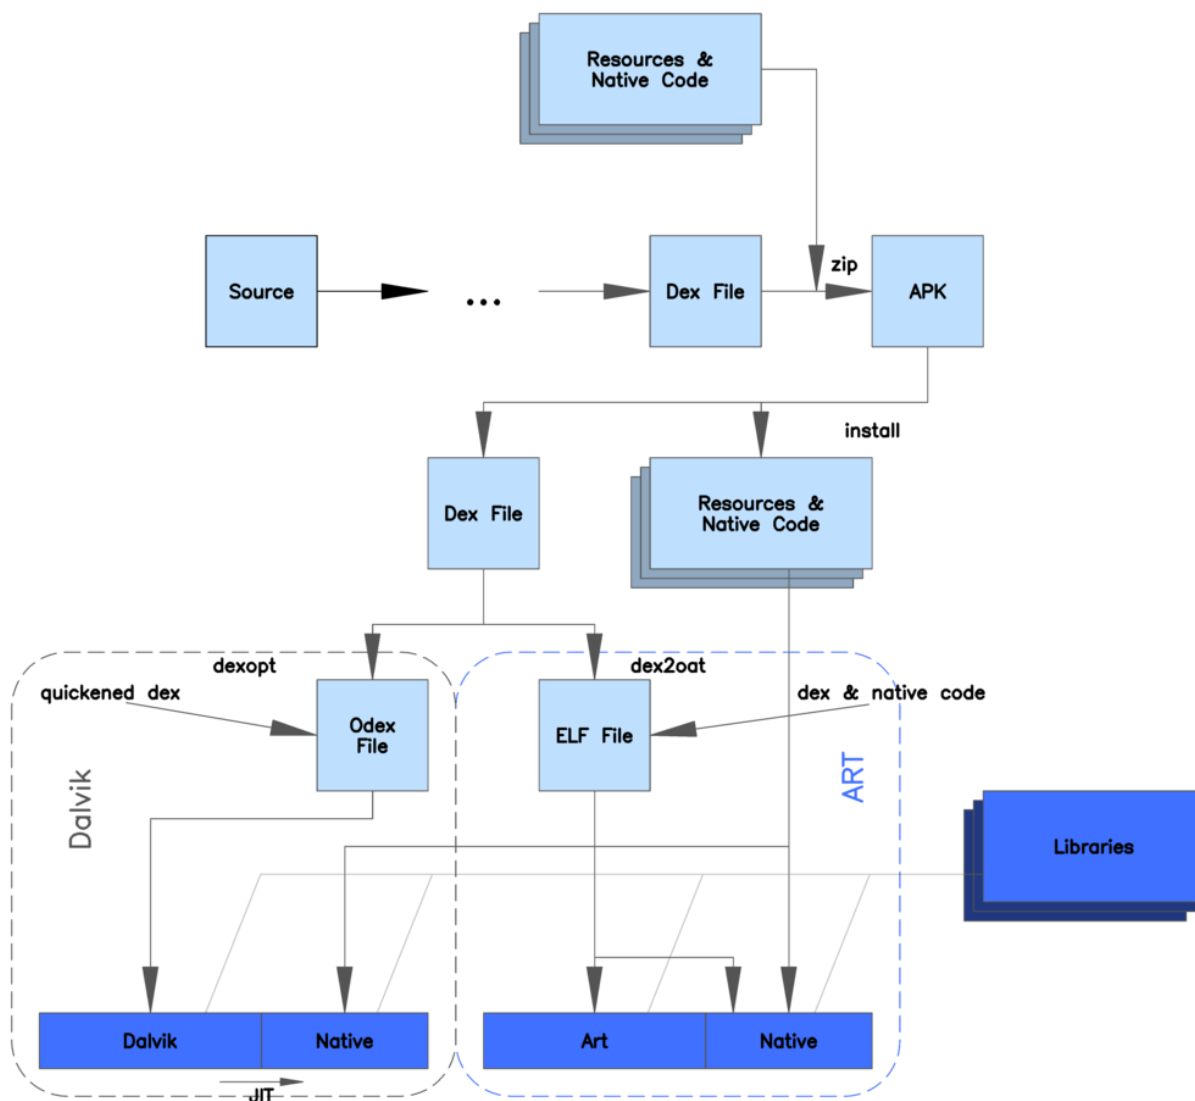 Resources &
Native Code
Source
...
Dex File
zip
APK
install
Dex File
Resources &
Native Code
dexopt
dex2oat
quickened dex
dex & native code
Odex
File
ELF File
Dalvik
ART
Libraries
Dalvik
Native
Art
Native
JIT